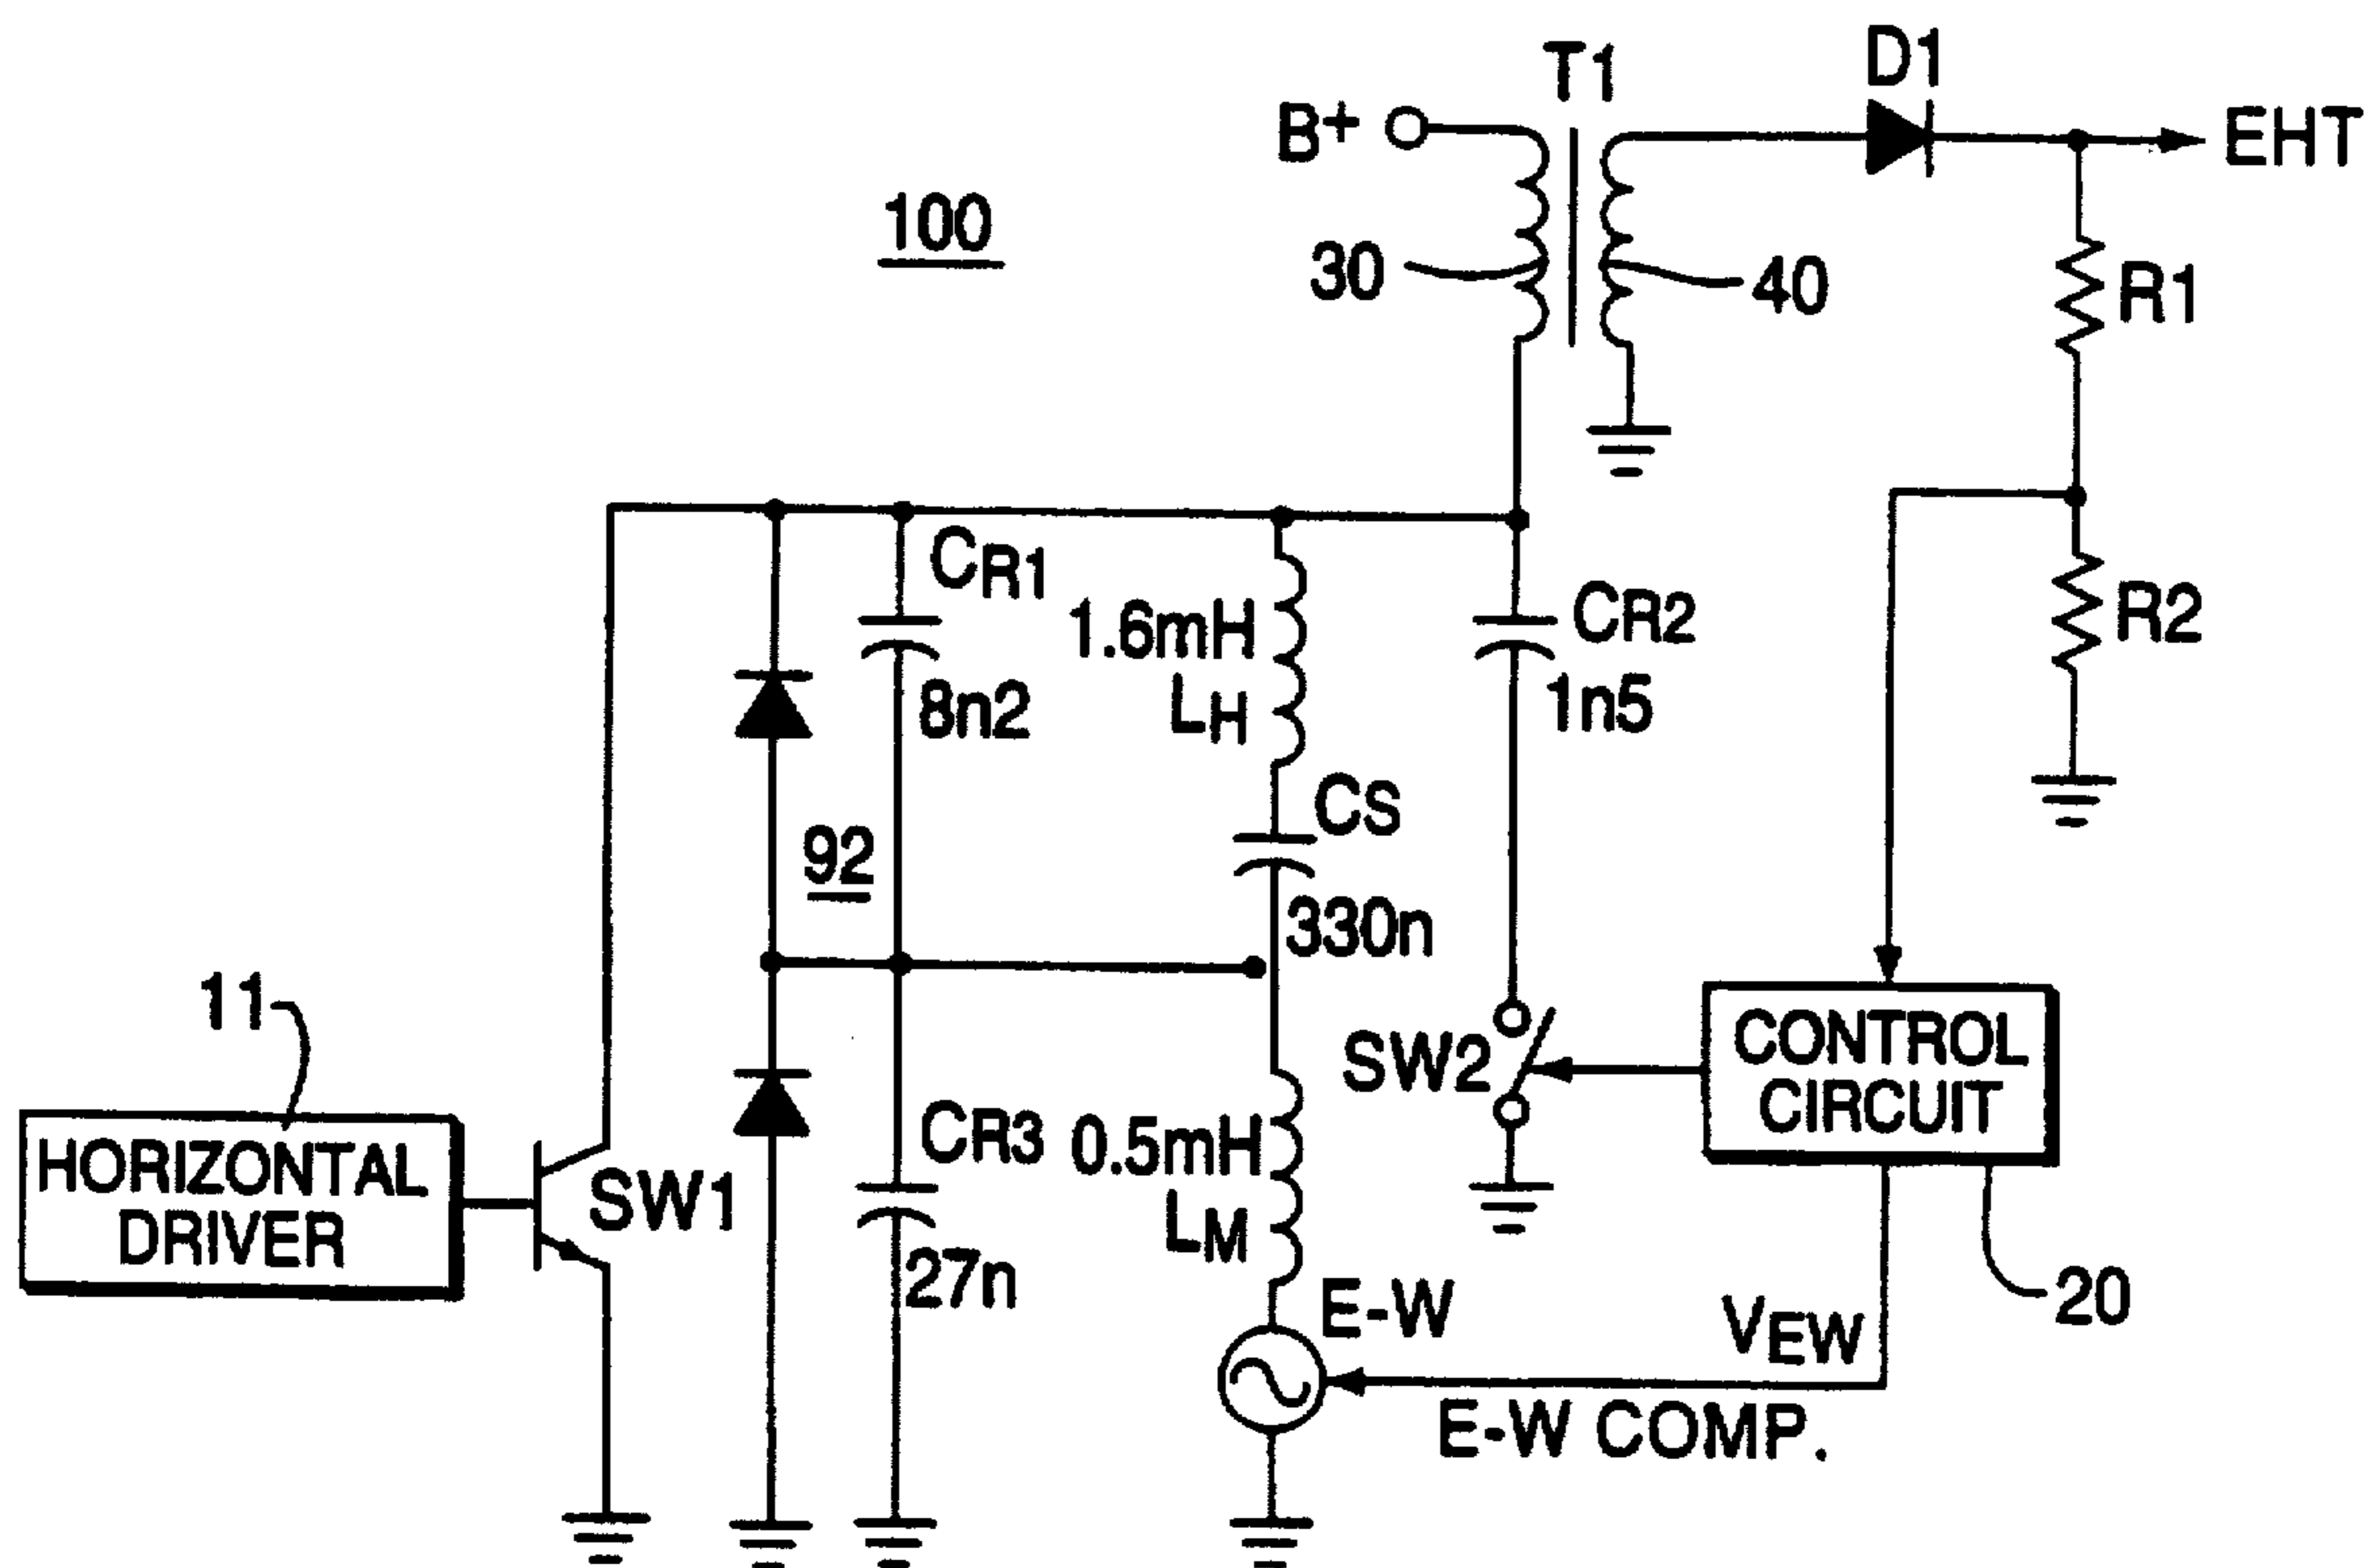 T1
D1
B+
EHT
100
30
40
R1
CR1
1.6mH
LH
CR2
1n5
R2
8n2
CS
92
330n
11
SW2
CONTROL
CIRCUIT
HORIZONTAL
DRIVER
SW1
CR3
0.5mH
LM
27n
E-W
VEW
20
E-W COMP.